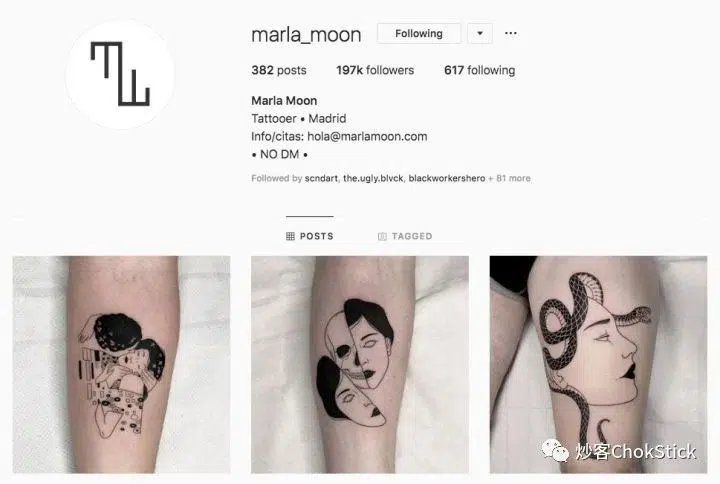 marla_moon Following
382 posts 197k followers 617 following
Marla Moon
Tattooer • Madrid
Info/citas: hola@marlamoon.com
• NO DM •
Followed by scndart, the.ugly.blvck, blackworkershero + 81 more
POSTS TAGGED
炒客ChokStick